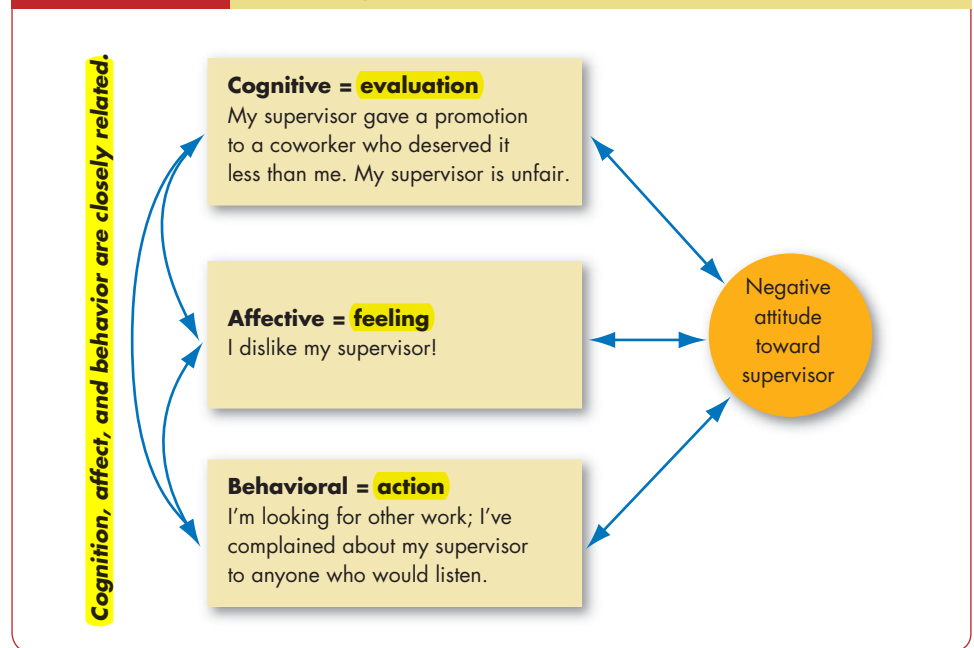 Cognition, affect, and behavior are closely related.
Cognitive = evaluation
My supervisor gave a promotion
to a coworker who deserved it
less than me. My supervisor is unfair.
Affective = feeling
I dislike my supervisor!
Behavioral = action
I'm looking for other work; I've
complained about my supervisor
to anyone who would listen.
Negative
attitude
toward
supervisor